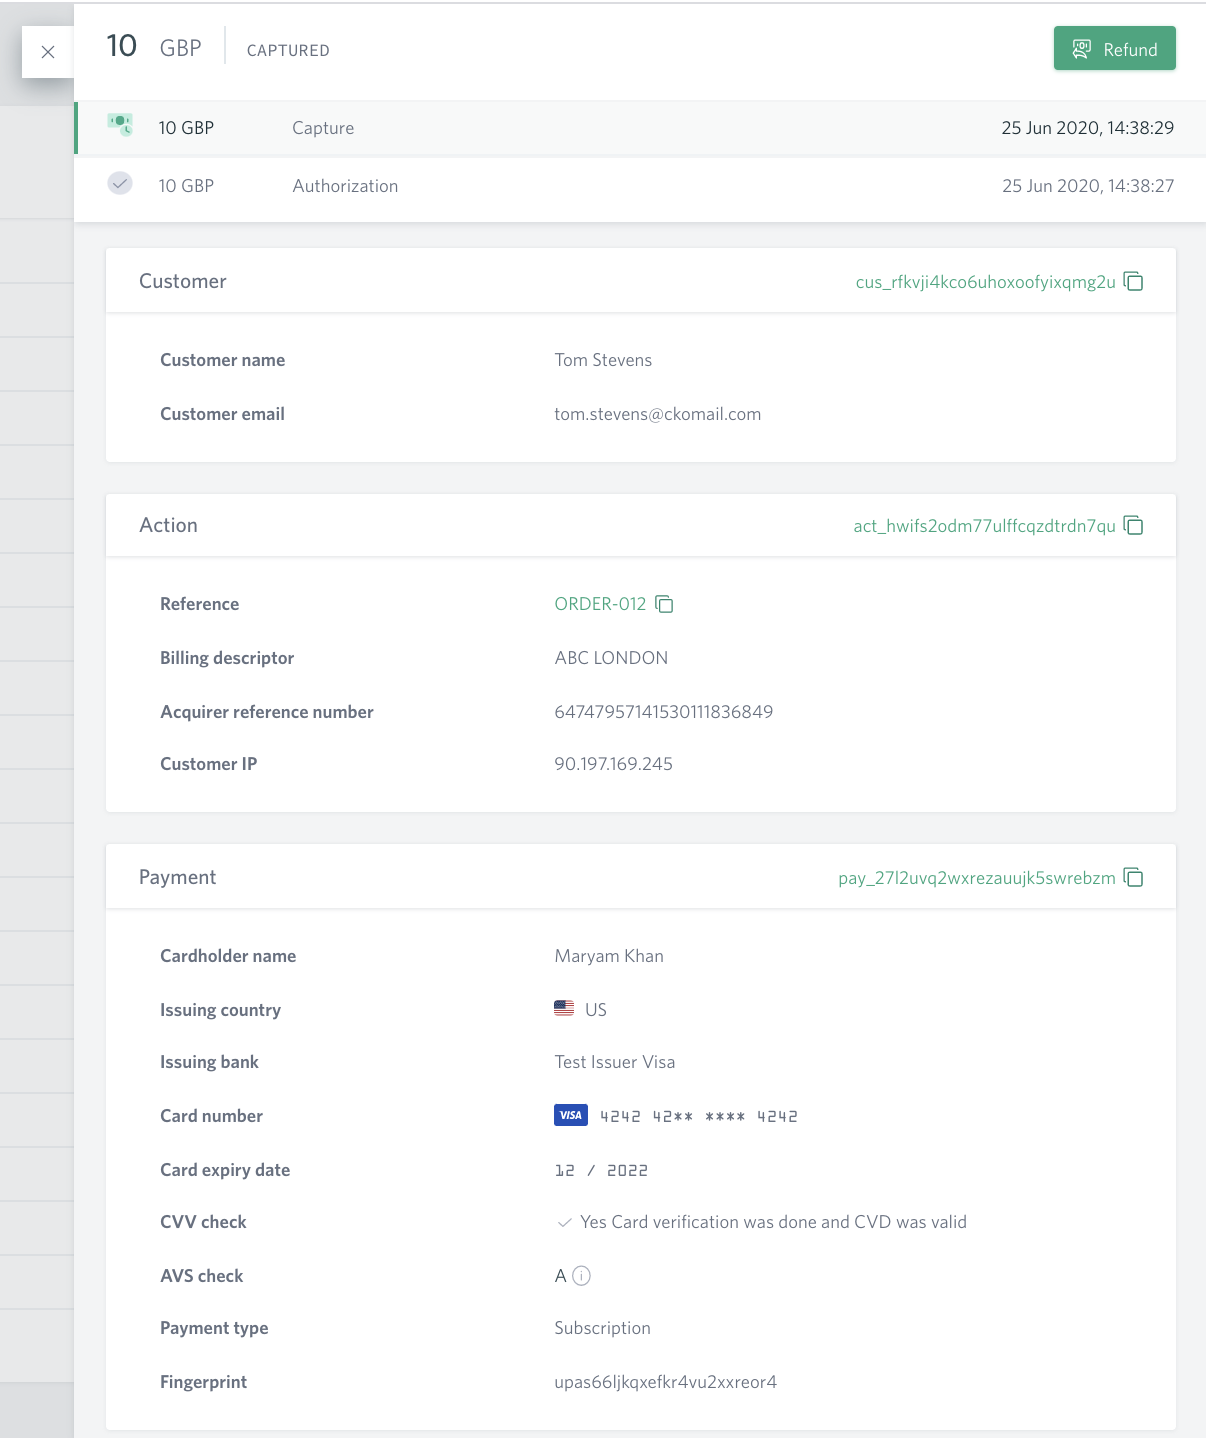 10 GBP CAPTURED Refund
10 GBP Capture 25 Jun 2020, 14:38:29
10 GBP Authorization 25 Jun 2020, 14:38:27
Customer cus_rfkvji4kco6uhoxoofyixqmg2u
Customer name Tom Stevens
Customer email tom.stevens@ckomail.com
Action act_hwifs2odm77ulffcqzdtrdn7qu
Reference ORDER-012
Billing descriptor ABC LONDON
Acquirer reference number 64747957141530111836849
Customer IP 90.197.169.245
Payment pay_27l2uvq2wxrezauujk5swrebzm
Cardholder name Maryam Khan
Issuing country US
Issuing bank Test Issuer Visa
Card number VISA 4242 42** **** 4242
Card expiry date 12 / 2022
CVV check Yes Card verification was done and CVD was valid
AVS check A
Payment type Subscription
Fingerprint upas66ljkqxefkr4vu2xxreor4